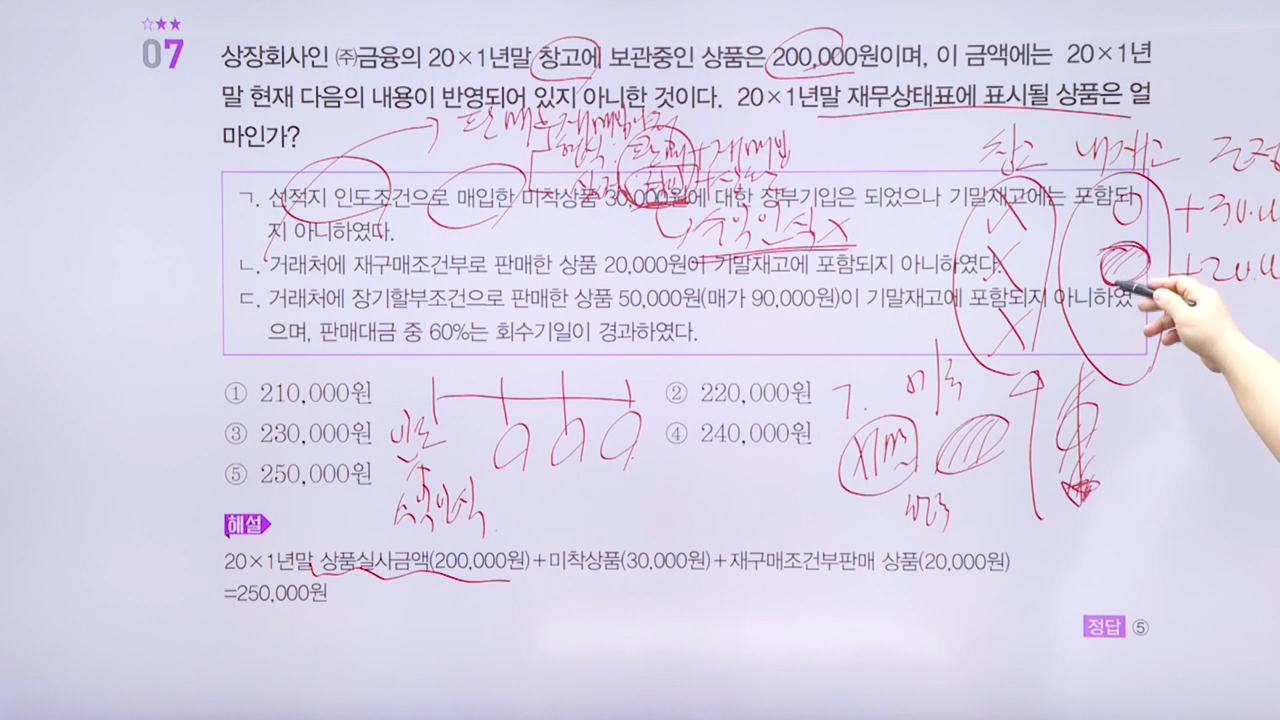 ☆★★
07
상장회사인 ㈜금융의 20×1년말 창고에 보관중인 상품은 200,000원이며, 이 금액에는 20×1년
말 현재 다음의 내용이 반영되어 있지 아니한 것이다. 20×1년말 재무상태표에 표시될 상품은 얼
마인가?
창고 내재고
ㄱ. 선적지 인도조건으로 매입한 미착상품 30,000원에 대한 장부기입은 되었으나 기말재고에는 포함되
지 아니하였다.
수익인식 X
ㄴ. 거래처에 재구매조건부로 판매한 상품 20,000원이 기말재고에 포함되지 아니하였다.
ㄷ. 거래처에 장기할부조건으로 판매한 상품 50,000원(매가 90,000원)이 기말재고에 포함되지 아니하였
으며, 판매대금 중 60%는 회수기일이 경과하였다.
① 210,000원 ② 220,000원
③ 230,000원 ④ 240,000원
⑤ 250,000원
인도
수익인식
ㄱ. 미국
해설
20×1년말 상품실사금액(200,000원)+미착상품(30,000원)+재구매조건부판매 상품(20,000원)
=250,000원
정답 ⑤